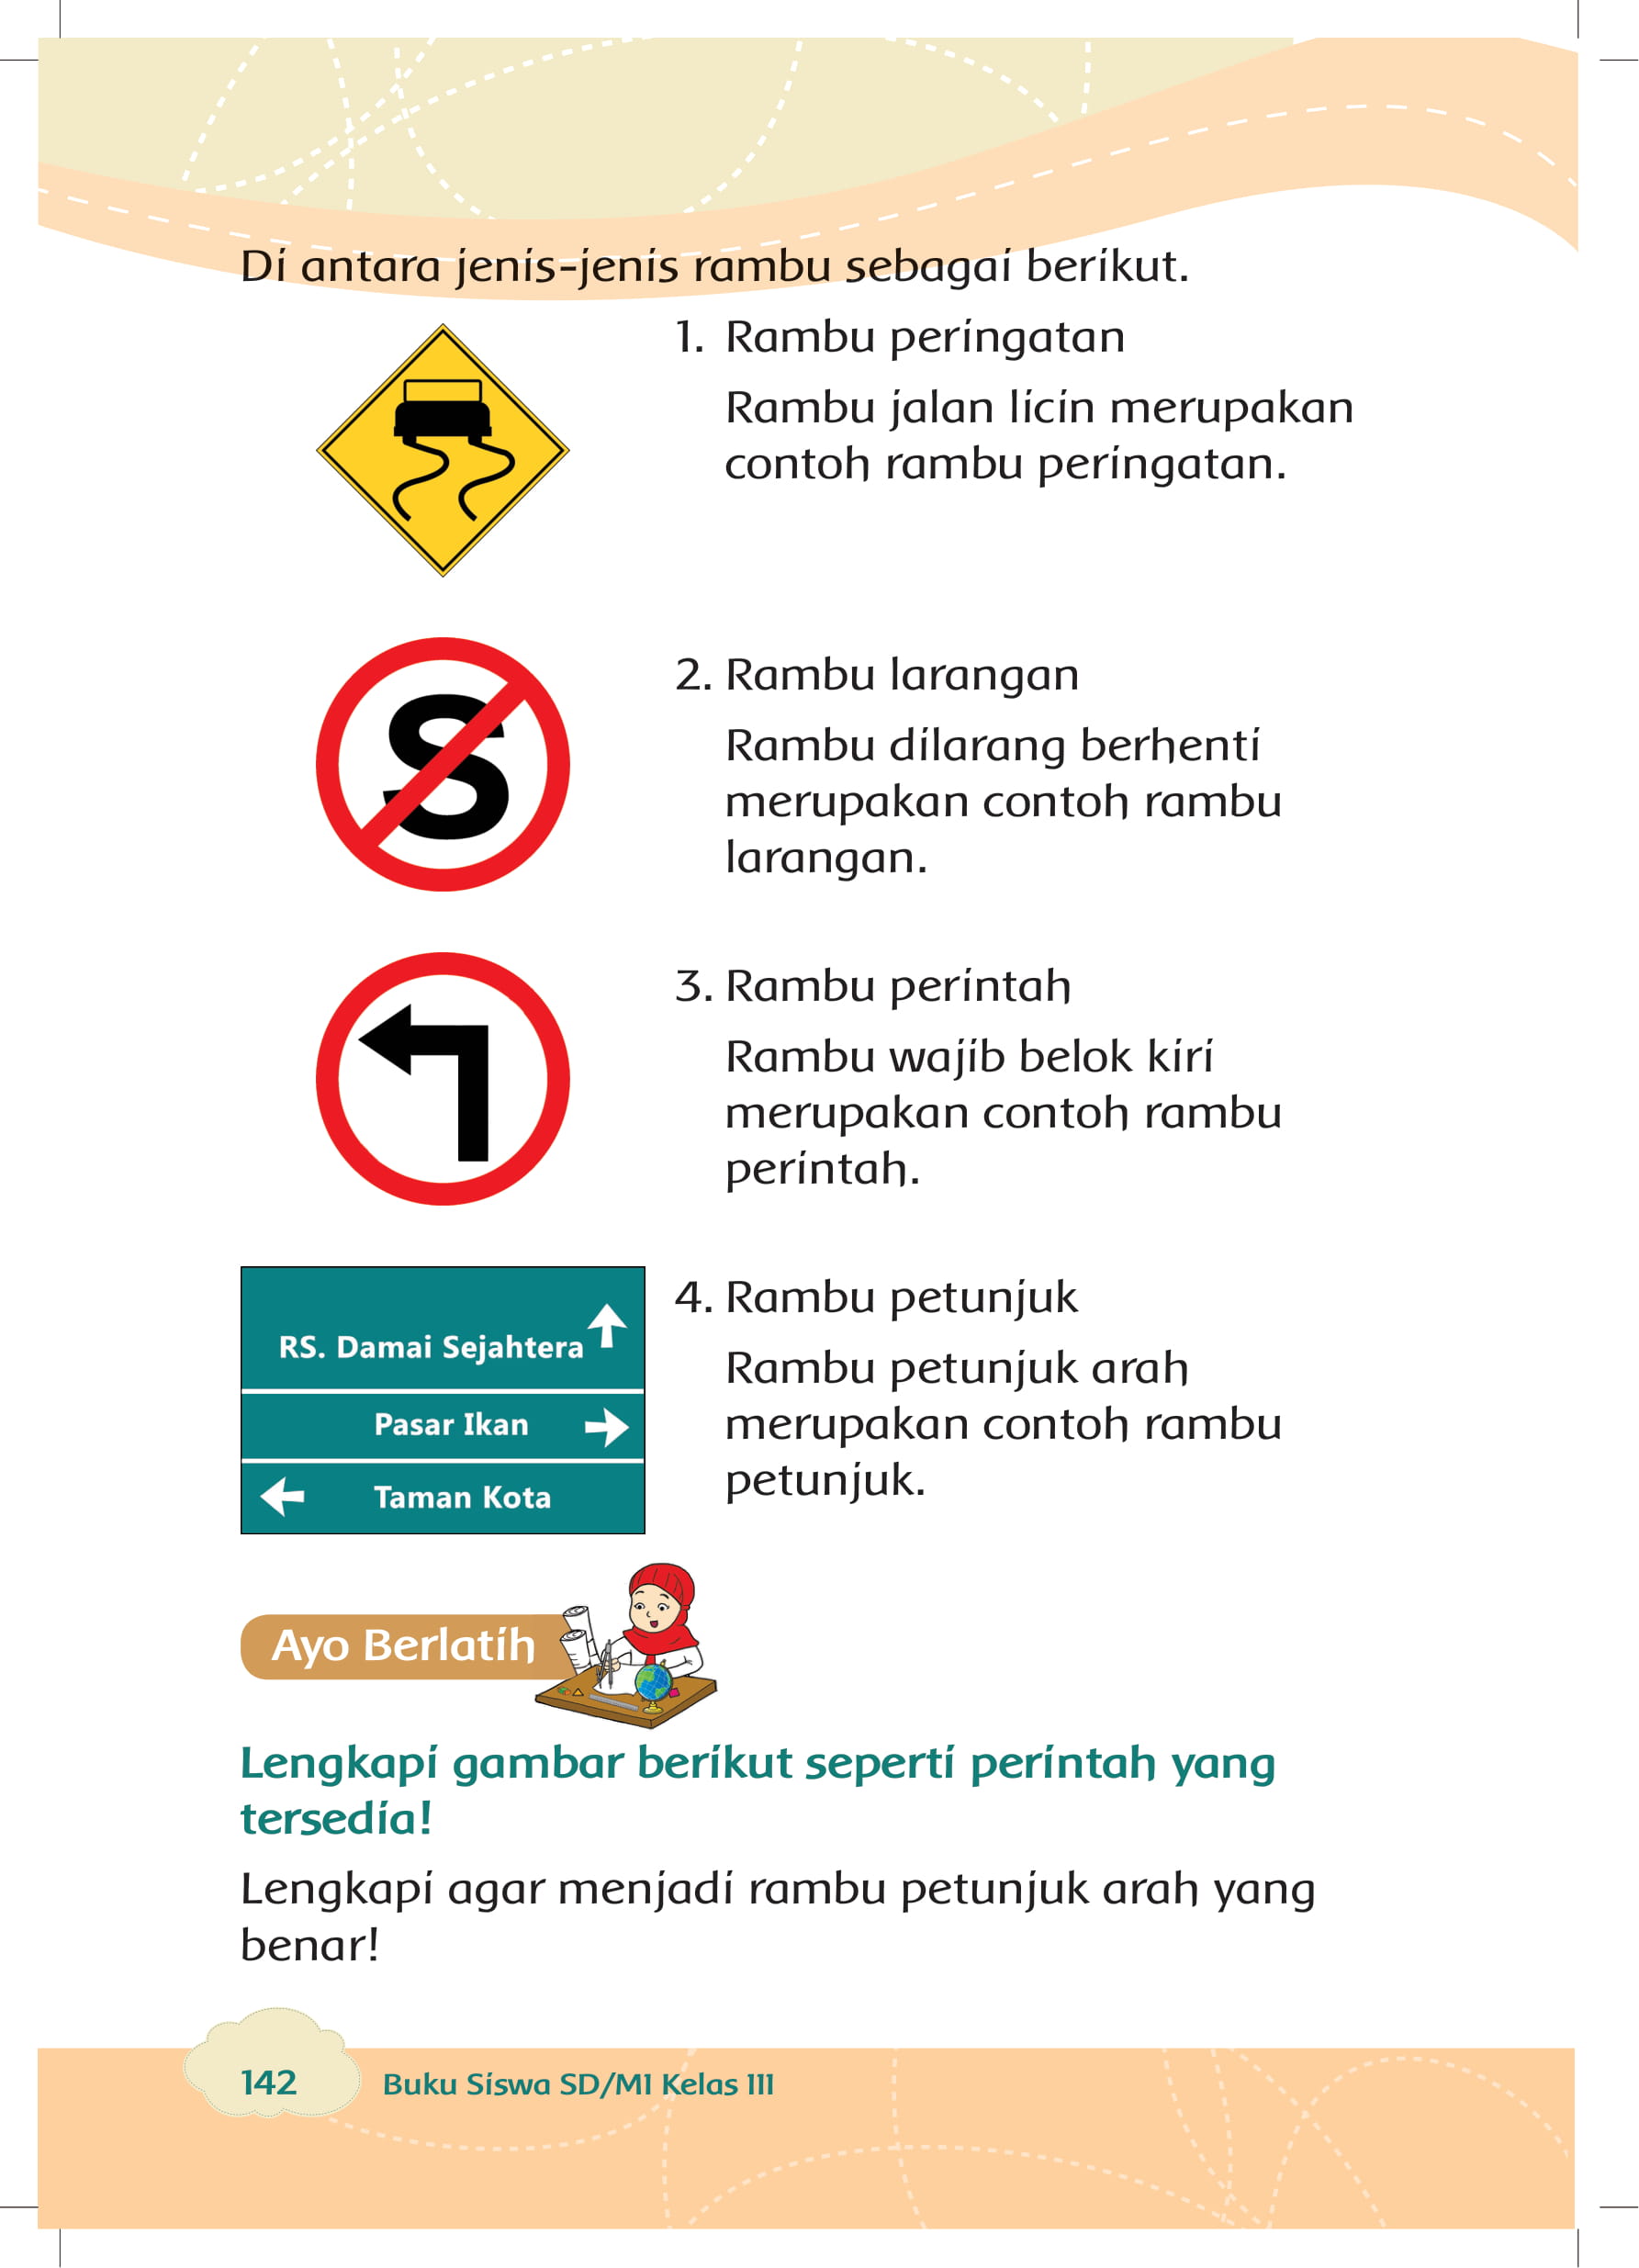 Di antara jenis-jenis rambu sebagai berikut.
1. Rambu peringatan
Rambu jalan licin merupakan
contoh rambu peringatan.
S
2. Rambu larangan
Rambu dilarang berhenti
merupakan contoh rambu
larangan.
3. Rambu perintah
Rambu wajib belok kiri
merupakan contoh rambu
perintah.
RS. Damai Sejahtera
Pasar Ikan
Taman Kota
4. Rambu petunjuk
Rambu petunjuk arah
merupakan contoh rambu
petunjuk.
Ayo Berlatih
Lengkapi gambar berikut seperti perintah yang
tersedia!
Lengkapi agar menjadi rambu petunjuk arah yang
benar!
142 Buku Siswa SD/MI Kelas III